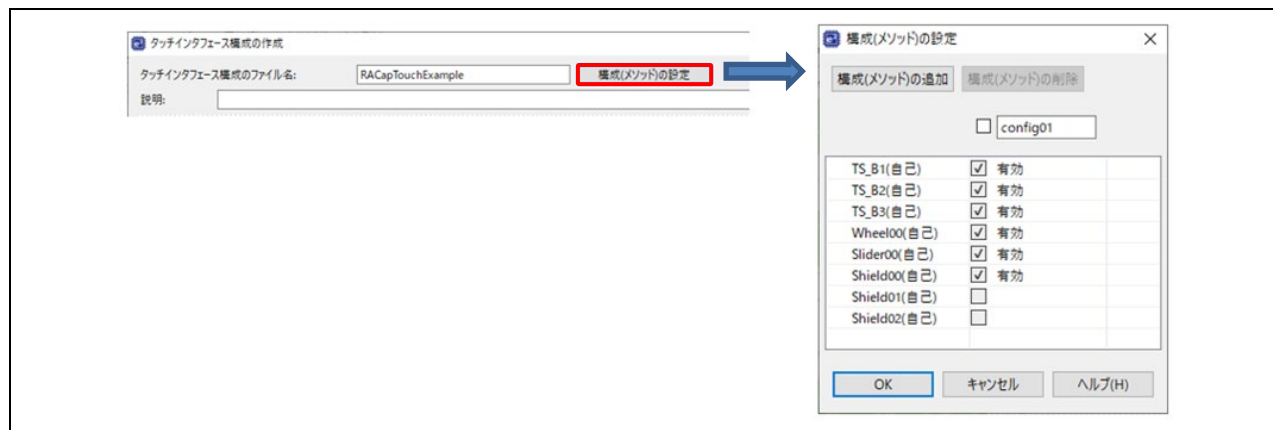 タッチインタフェース構成の作成
タッチインタフェース構成のファイル名: RACapTouchExample 構成(メソッド)の設定
説明:
構成(メソッド)の設定
構成(メソッド)の追加 構成(メソッド)の削除
config01
TS_B1(自己) 有効
TS_B2(自己) 有効
TS_B3(自己) 有効
Wheel00(自己) 有効
Slider00(自己) 有効
Shield00(自己) 有効
Shield01(自己)
Shield02(自己)
OK キャンセル ヘルプ(H)